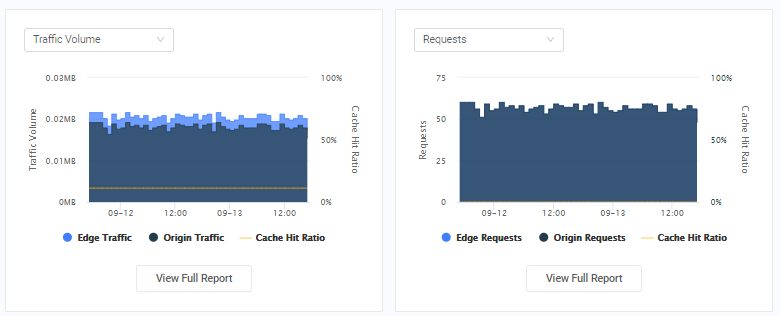 Traffic Volume
0.03MB
0.02MB
0.01MB
0MB
Traffic Volume
100%
50%
0%
Cache Hit Ratio
09-12
12:00
09-13
12:00
Edge Traffic
Origin Traffic
Cache Hit Ratio
View Full Report
Requests
75
50
25
0
Requests
100%
50%
0%
Cache Hit Ratio
09-12
12:00
09-13
12:00
Edge Requests
Origin Requests
Cache Hit Ratio
View Full Report